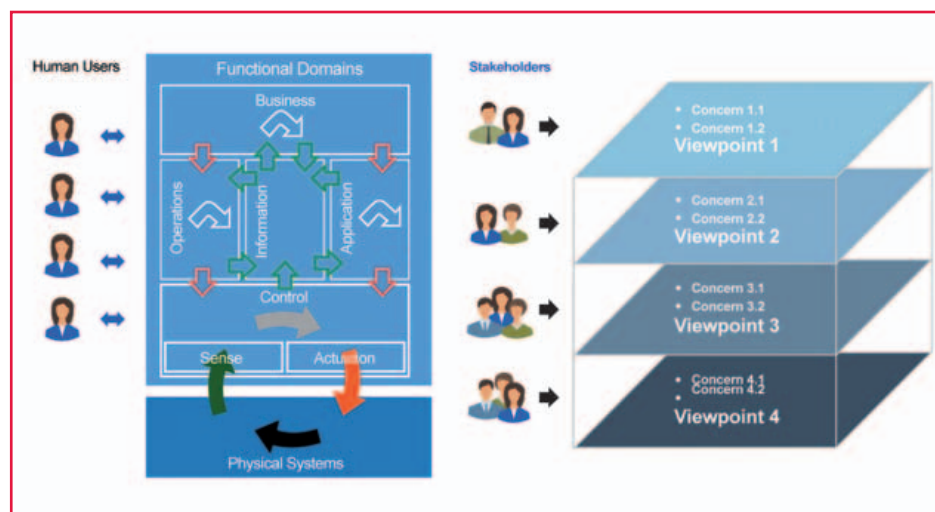 Human Users
Functional Domains
Business
Operations
Information
Application
Control
Sense
Actuation
Physical Systems
Stakeholders
• Concern 1.1
• Concern 1.2
Viewpoint 1
• Concern 2.1
• Concern 2.2
Viewpoint 2
• Concern 3.1
• Concern 3.2
Viewpoint 3
• Concern 4.1
Concern 4.2
•
Viewpoint 4